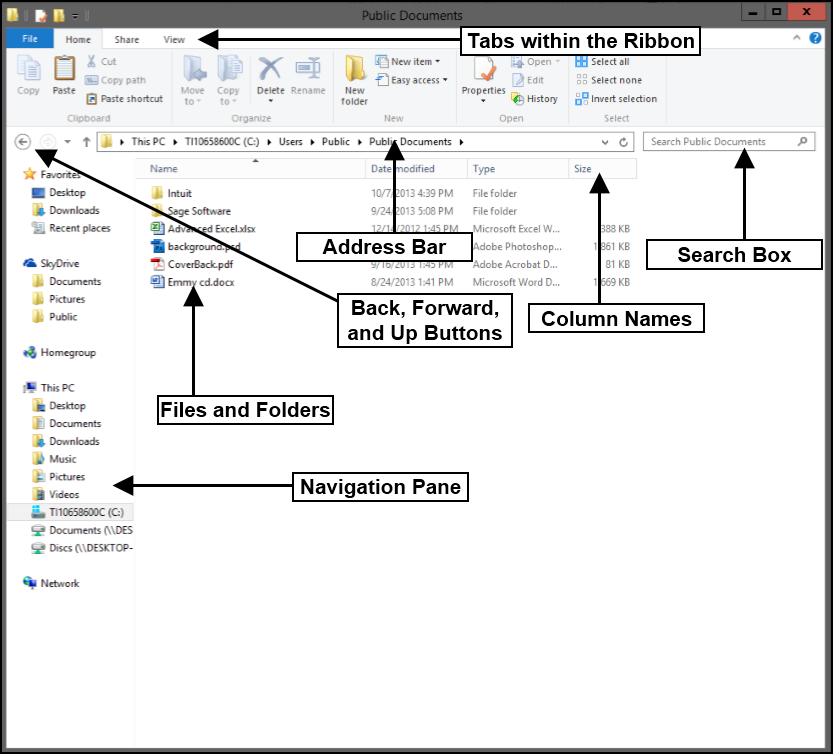 Public Documents
File Home Share View
Tabs within the Ribbon
Copy
Paste
Cut
Copy path
Paste shortcut
Clipboard
Move to
Copy to
Delete
Rename
Organize
New folder
New item
Easy access
New
Properties
Open
Edit
History
Open
Select all
Select none
Invert selection
Select
This PC TI10658600C (C:) Users Public Public Documents
Search Public Documents
Name Date modified Type Size
Intuit 10/7/2013 4:39 PM File folder
Sage Software 9/24/2013 5:08 PM File folder
Advanced Excel.xlsx 12/14/2012 1:45 PM Microsoft Excel W... 388 KB
background.psd Adobe Photoshop... 1,861 KB
CoverBack.pdf 9/16/2013 1:45 PM Adobe Acrobat D... 81 KB
Emmy cd.docx 8/24/2013 1:41 PM Microsoft Word D... 669 KB
Address Bar
Search Box
Back, Forward,
and Up Buttons
Column Names
Files and Folders
Navigation Pane
Favorites
Desktop
Downloads
Recent places
SkyDrive
Documents
Pictures
Public
Homegroup
This PC
Desktop
Documents
Downloads
Music
Pictures
Videos
TI10658600C (C:)
Documents (\\DES
Discs (\\DESKTOP-
Network